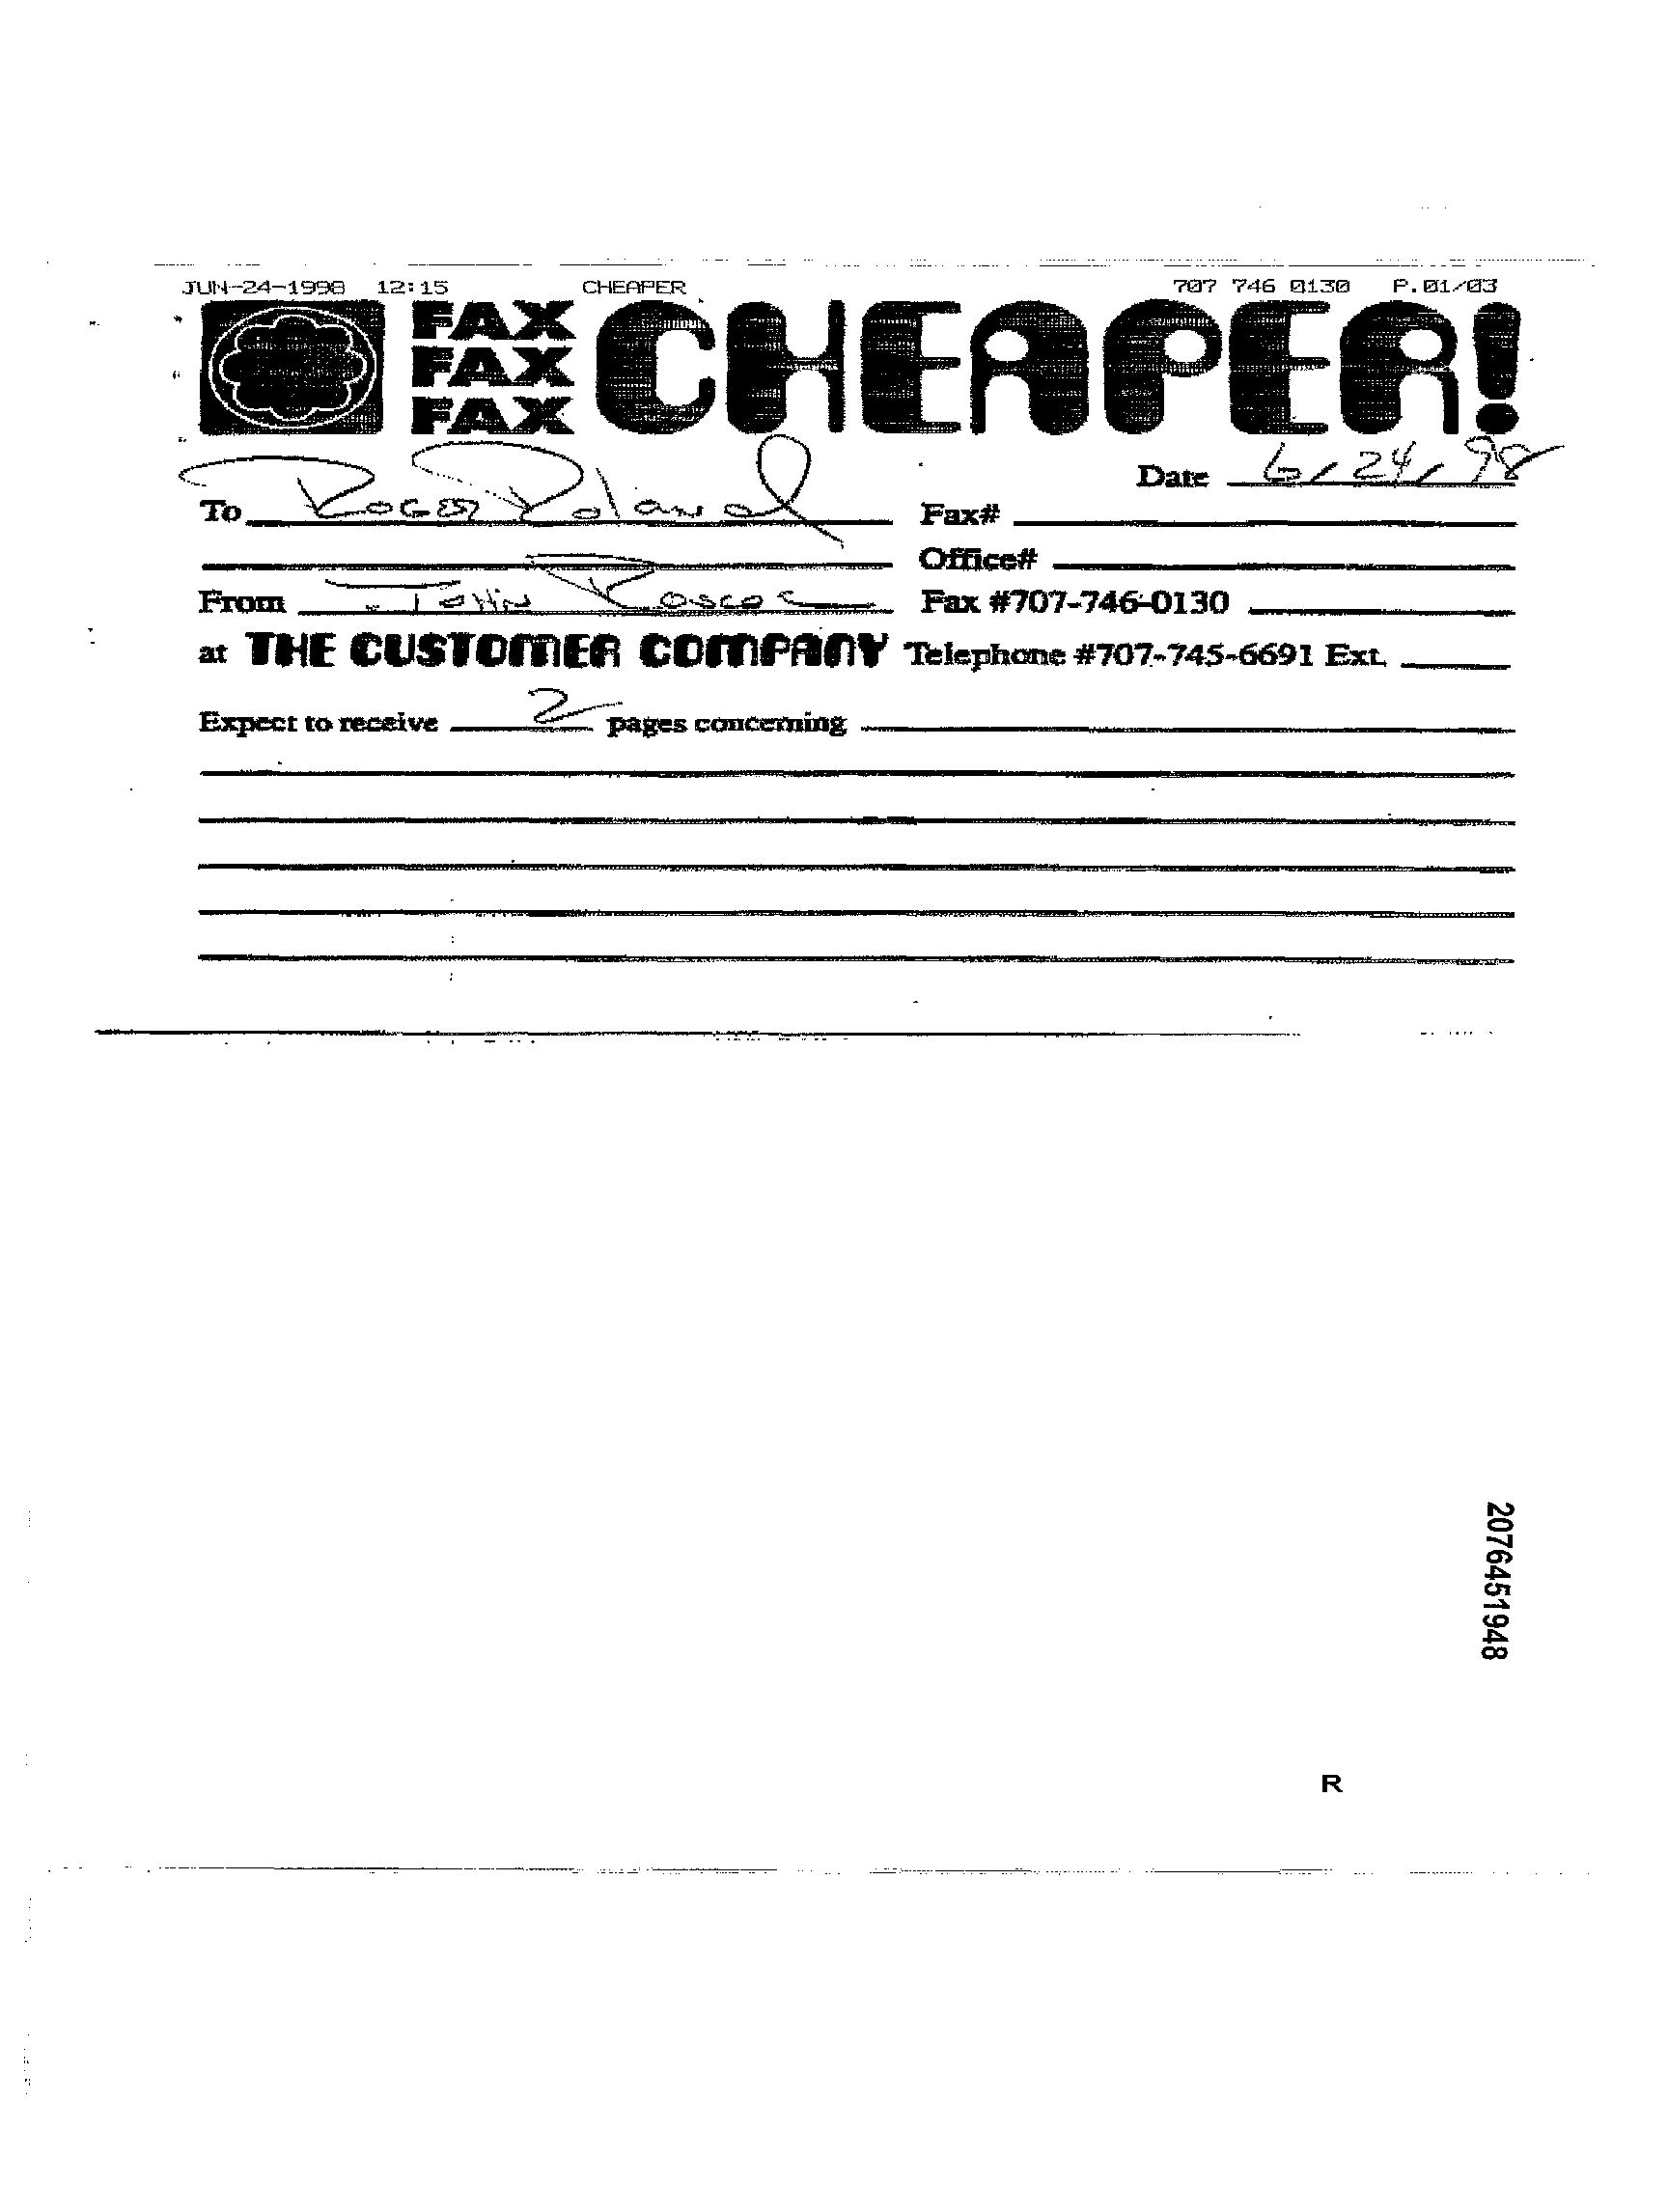 JUN-24-1998 12:15 CHEAPER 707 746 0130 P.01/03
FAX
FAX
FAX
CHEAPER!
Date 6/24/98
To Roger Roland Fax#
Office#
From John Roscoe Fax #707-746-0130
at THE CUSTOMER COMPANY Telephone #707-745-6691 Ext.
Expect to receive 2 pages concerning
2076451948
R